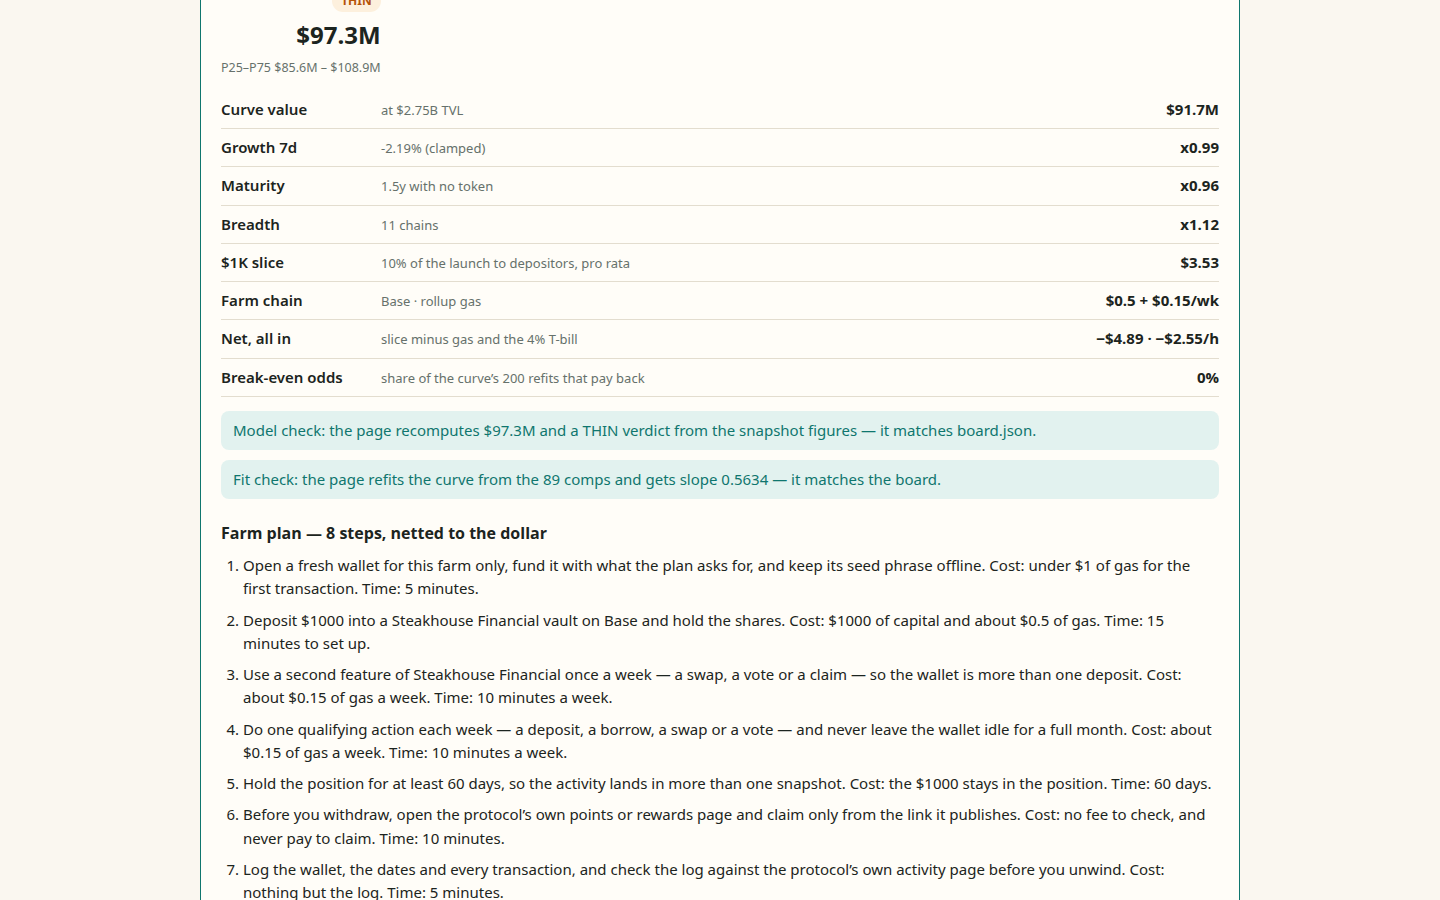 THIN
$97.3M
P25–P75 $85.6M – $108.9M
Curve value at $2.75B TVL $91.7M
Growth 7d -2.19% (clamped) x0.99
Maturity 1.5y with no token x0.96
Breadth 11 chains x1.12
$1K slice 10% of the launch to depositors, pro rata $3.53
Farm chain Base · rollup gas $0.5 + $0.15/wk
Net, all in slice minus gas and the 4% T-bill −$4.89 · −$2.55/h
Break-even odds share of the curve’s 200 refits that pay back 0%
Model check: the page recomputes $97.3M and a THIN verdict from the snapshot figures — it matches board.json.
Fit check: the page refits the curve from the 89 comps and gets slope 0.5634 — it matches the board.
Farm plan — 8 steps, netted to the dollar
1. Open a fresh wallet for this farm only, fund it with what the plan asks for, and keep its seed phrase offline. Cost: under $1 of gas for the
first transaction. Time: 5 minutes.
2. Deposit $1000 into a Steakhouse Financial vault on Base and hold the shares. Cost: $1000 of capital and about $0.5 of gas. Time: 15
minutes to set up.
3. Use a second feature of Steakhouse Financial once a week — a swap, a vote or a claim — so the wallet is more than one deposit. Cost:
about $0.15 of gas a week. Time: 10 minutes a week.
4. Do one qualifying action each week — a deposit, a borrow, a swap or a vote — and never leave the wallet idle for a full month. Cost: about
$0.15 of gas a week. Time: 10 minutes a week.
5. Hold the position for at least 60 days, so the activity lands in more than one snapshot. Cost: the $1000 stays in the position. Time: 60 days.
6. Before you withdraw, open the protocol’s own points or rewards page and claim only from the link it publishes. Cost: no fee to check, and
never pay to claim. Time: 10 minutes.
7. Log the wallet, the dates and every transaction, and check the log against the protocol’s own activity page before you unwind. Cost:
nothing but the log. Time: 5 minutes.